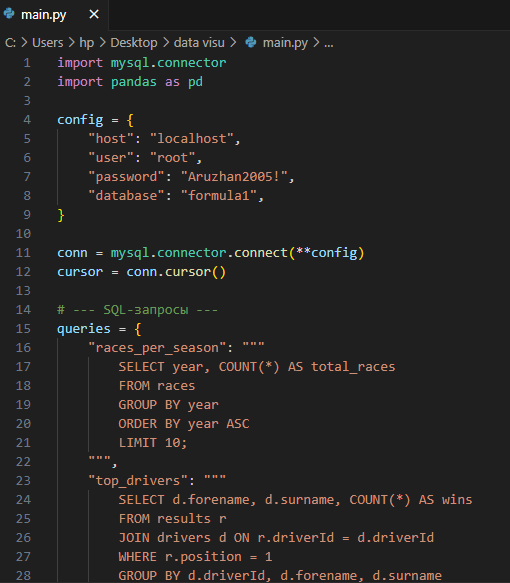 main.py ×
C: > Users > hp > Desktop > data visu > main.py > ...
1 import mysql.connector
2 import pandas as pd
3
4 config = {
5     "host": "localhost",
6     "user": "root",
7     "password": "Aruzhan2005!",
8     "database": "formula1",
9 }
10
11 conn = mysql.connector.connect(**config)
12 cursor = conn.cursor()
13
14 # --- SQL-запросы ---
15 queries = {
16     "races_per_season": """
17         SELECT year, COUNT(*) AS total_races
18         FROM races
19         GROUP BY year
20         ORDER BY year ASC
21         LIMIT 10;
22     """,
23     "top_drivers": """
24         SELECT d.forename, d.surname, COUNT(*) AS wins
25         FROM results r
26         JOIN drivers d ON r.driverId = d.driverId
27         WHERE r.position = 1
28         GROUP BY d.driverId, d.forename, d.surname